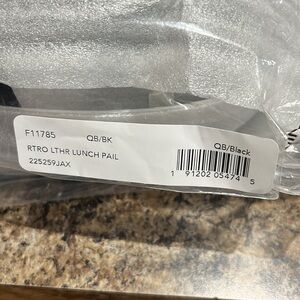 F11785 QB/BK
RTRO LTHR LUNCH PAIL
225259JAX
QB/Black
1 91202 05474 5